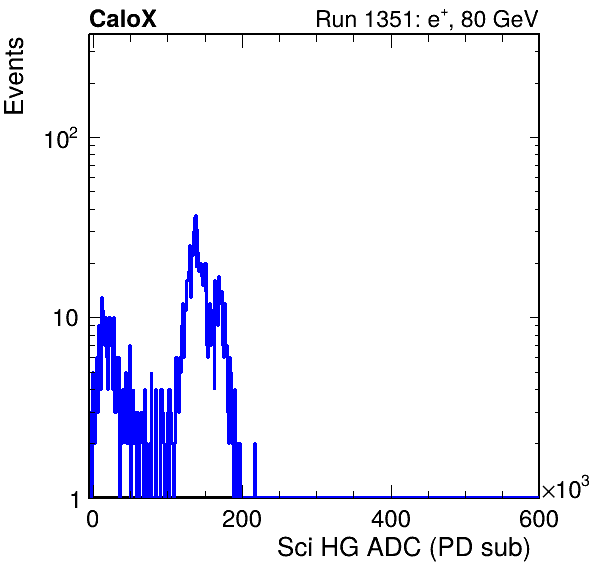 CaloX Run 1351: e⁺, 80 GeV
Events
10²
10
1
0 200 400 600
×10³
Sci HG ADC (PD sub)